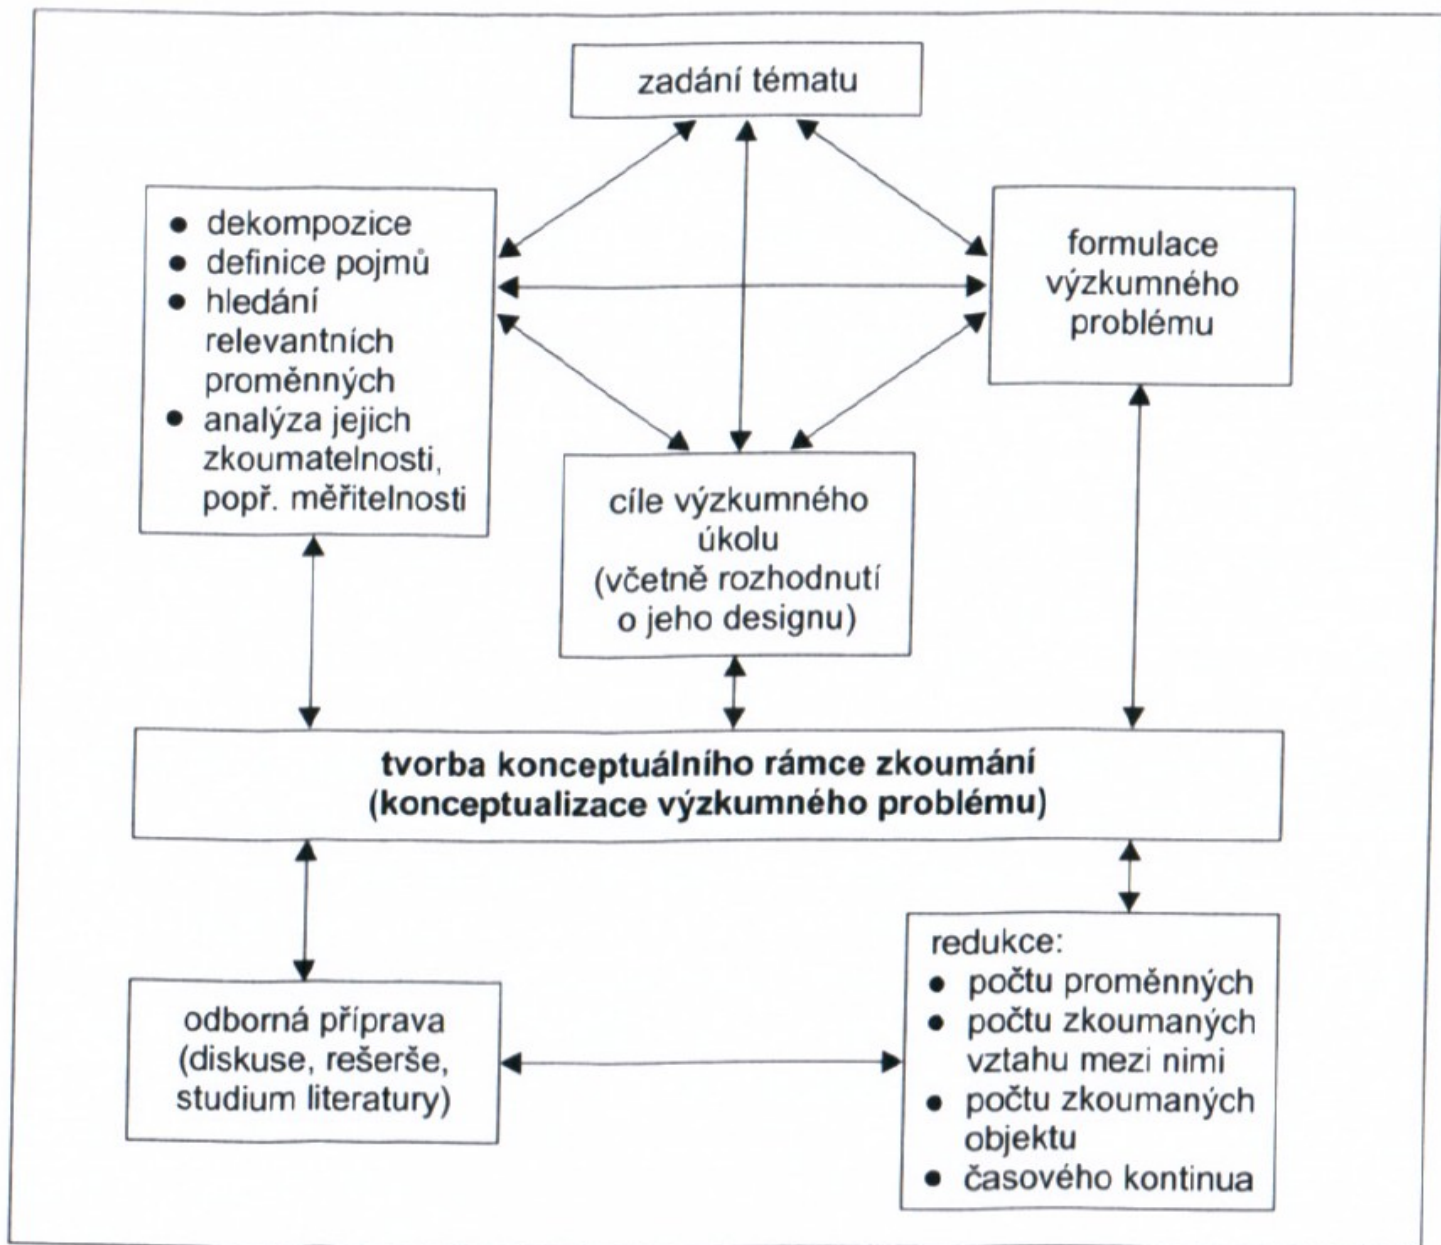 zadání tématu
● dekompozice
● definice pojmů
● hledání
relevantních
proměnných
● analýza jejich
zkoumatelnosti,
popř. měřitelnosti
formulace
výzkumného
problému
cíle výzkumného
úkolu
(včetně rozhodnutí
o jeho designu)
tvorba konceptuálního rámce zkoumání
(konceptualizace výzkumného problému)
odborná příprava
(diskuse, rešerše,
studium literatury)
redukce:
● počtu proměnných
● počtu zkoumaných
vztahu mezi nimi
● počtu zkoumaných
objektu
● časového kontinua